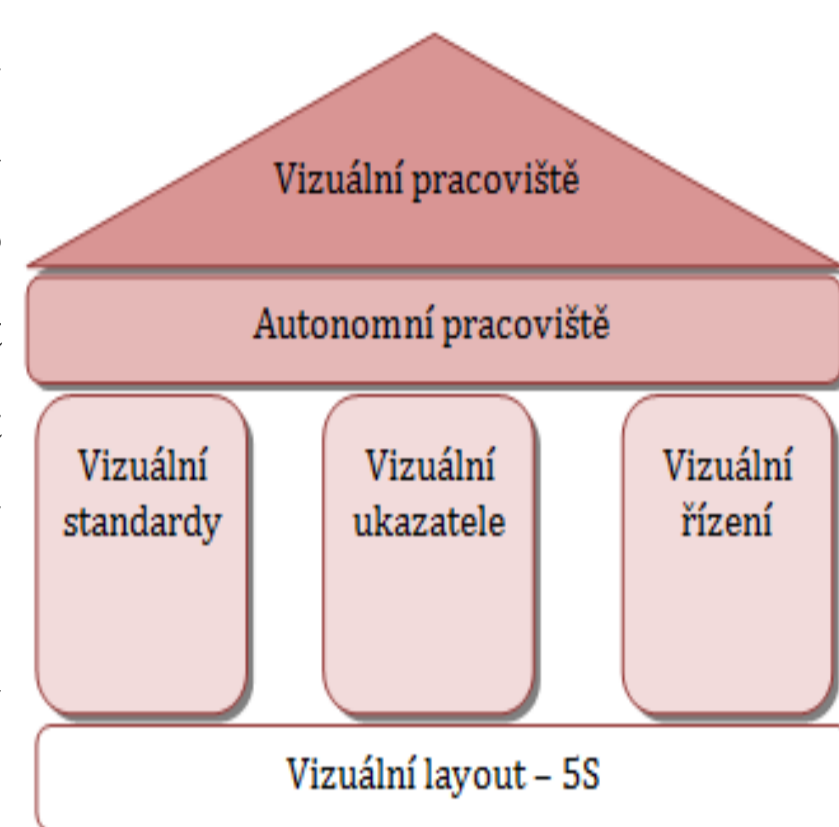 Vizuální pracoviště
Autonomní pracoviště
Vizuální
standardy
Vizuální
ukazatele
Vizuální
řízení
Vizuální layout – 5S